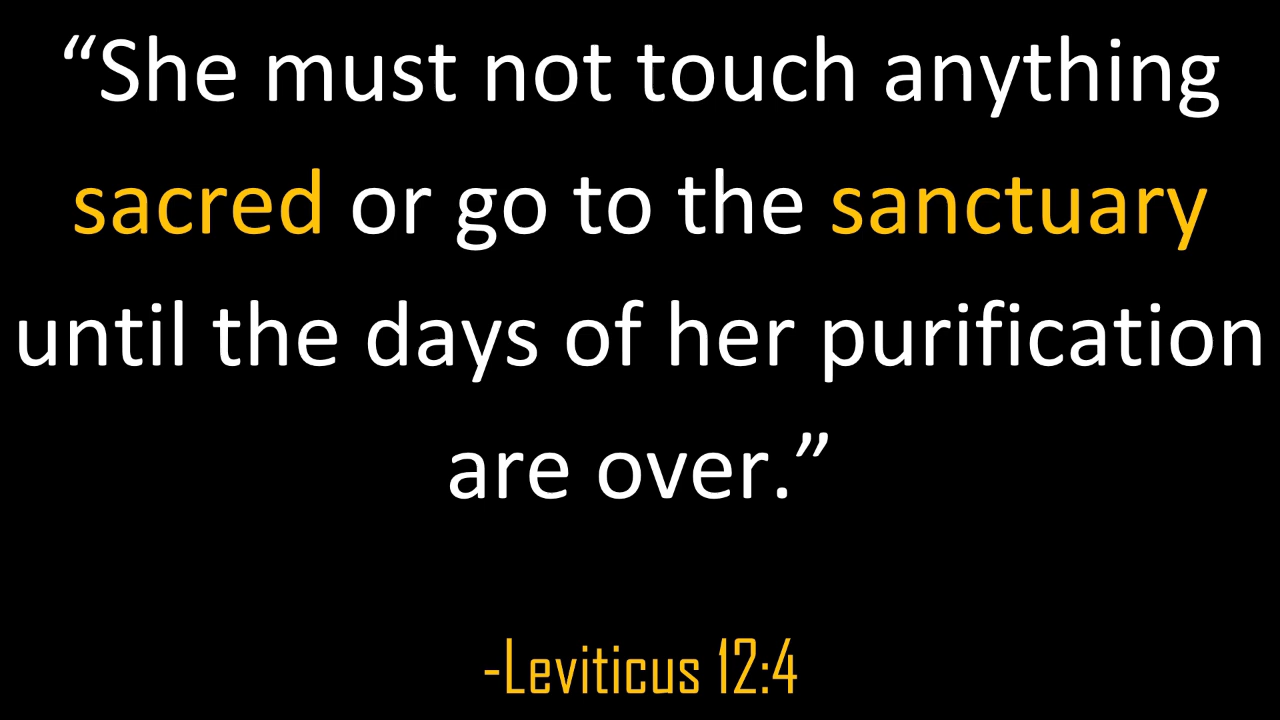 “She must not touch anything
sacred or go to the sanctuary
until the days of her purification
are over.”
-Leviticus 12:4